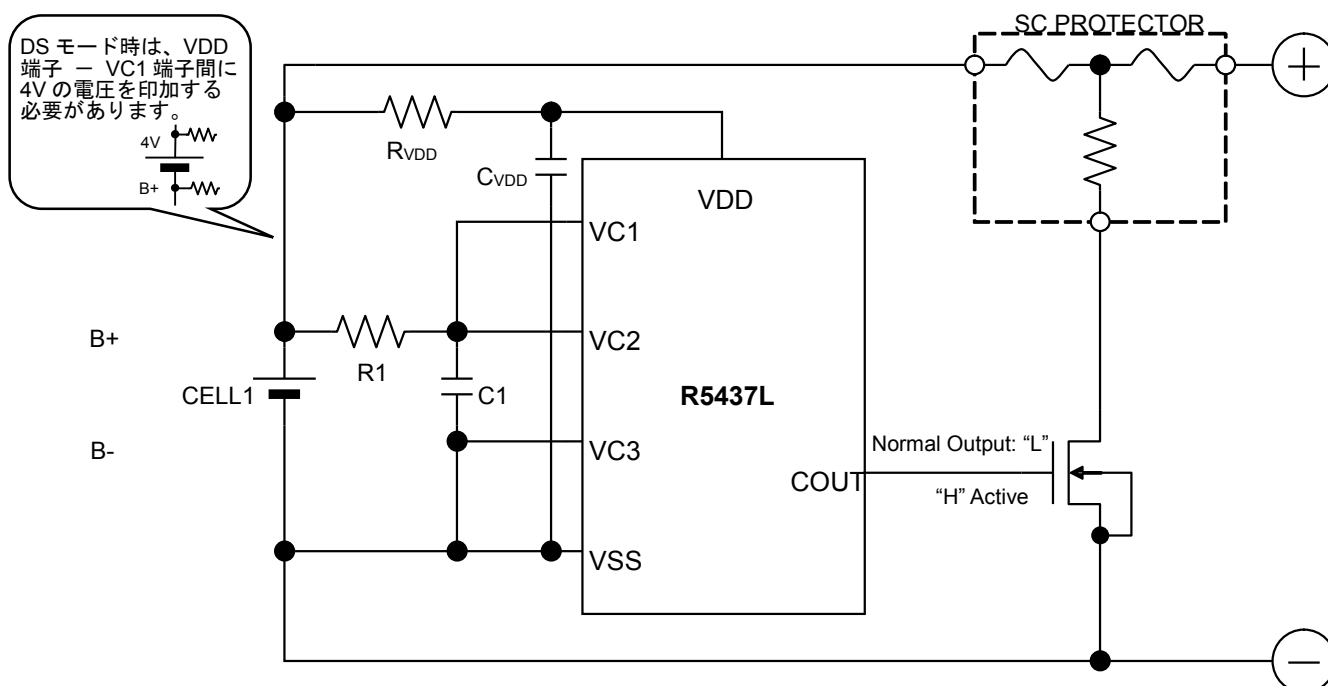 SC PROTECTOR
DS モード時は、VDD
端子 － VC1 端子間に
4V の電圧を印加する
必要があります。
4V
B+
RVDD
CVDD
VDD
VC1
B+
R1
VC2
CELL1
C1
R5437L
B-
VC3
Normal Output: “L”
COUT
“H” Active
VSS